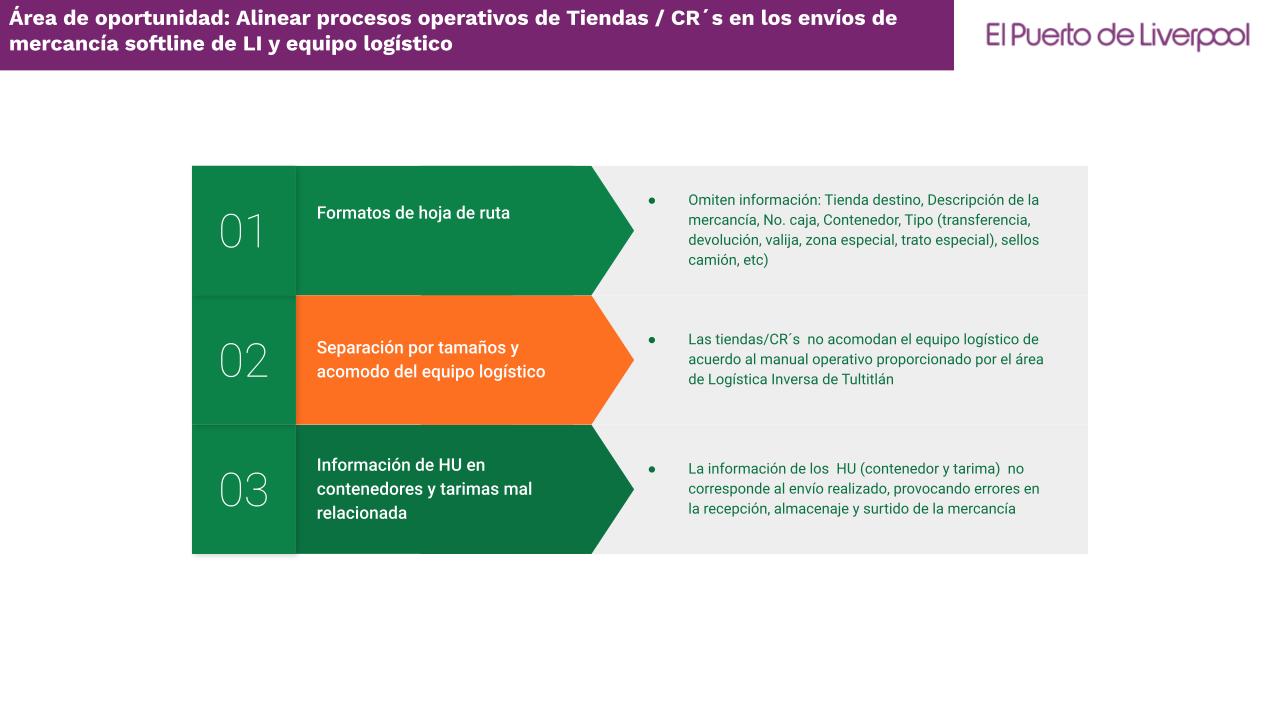 Área de oportunidad: Alinear procesos operativos de Tiendas / CR´s en los envíos de
mercancía softline de LI y equipo logístico
El Puerto de Liverpool
01
Formatos de hoja de ruta
● Omiten información: Tienda destino, Descripción de la
mercancía, No. caja, Contenedor, Tipo (transferencia,
devolución, valija, zona especial, trato especial), sellos
camión, etc)
02
Separación por tamaños y
acomodo del equipo logístico
● Las tiendas/CR´s  no acomodan el equipo logístico de
acuerdo al manual operativo proporcionado por el área
de Logística Inversa de Tultitlán
03
Información de HU en
contenedores y tarimas mal
relacionada
● La información de los  HU (contenedor y tarima)  no
corresponde al envío realizado, provocando errores en
la recepción, almacenaje y surtido de la mercancía